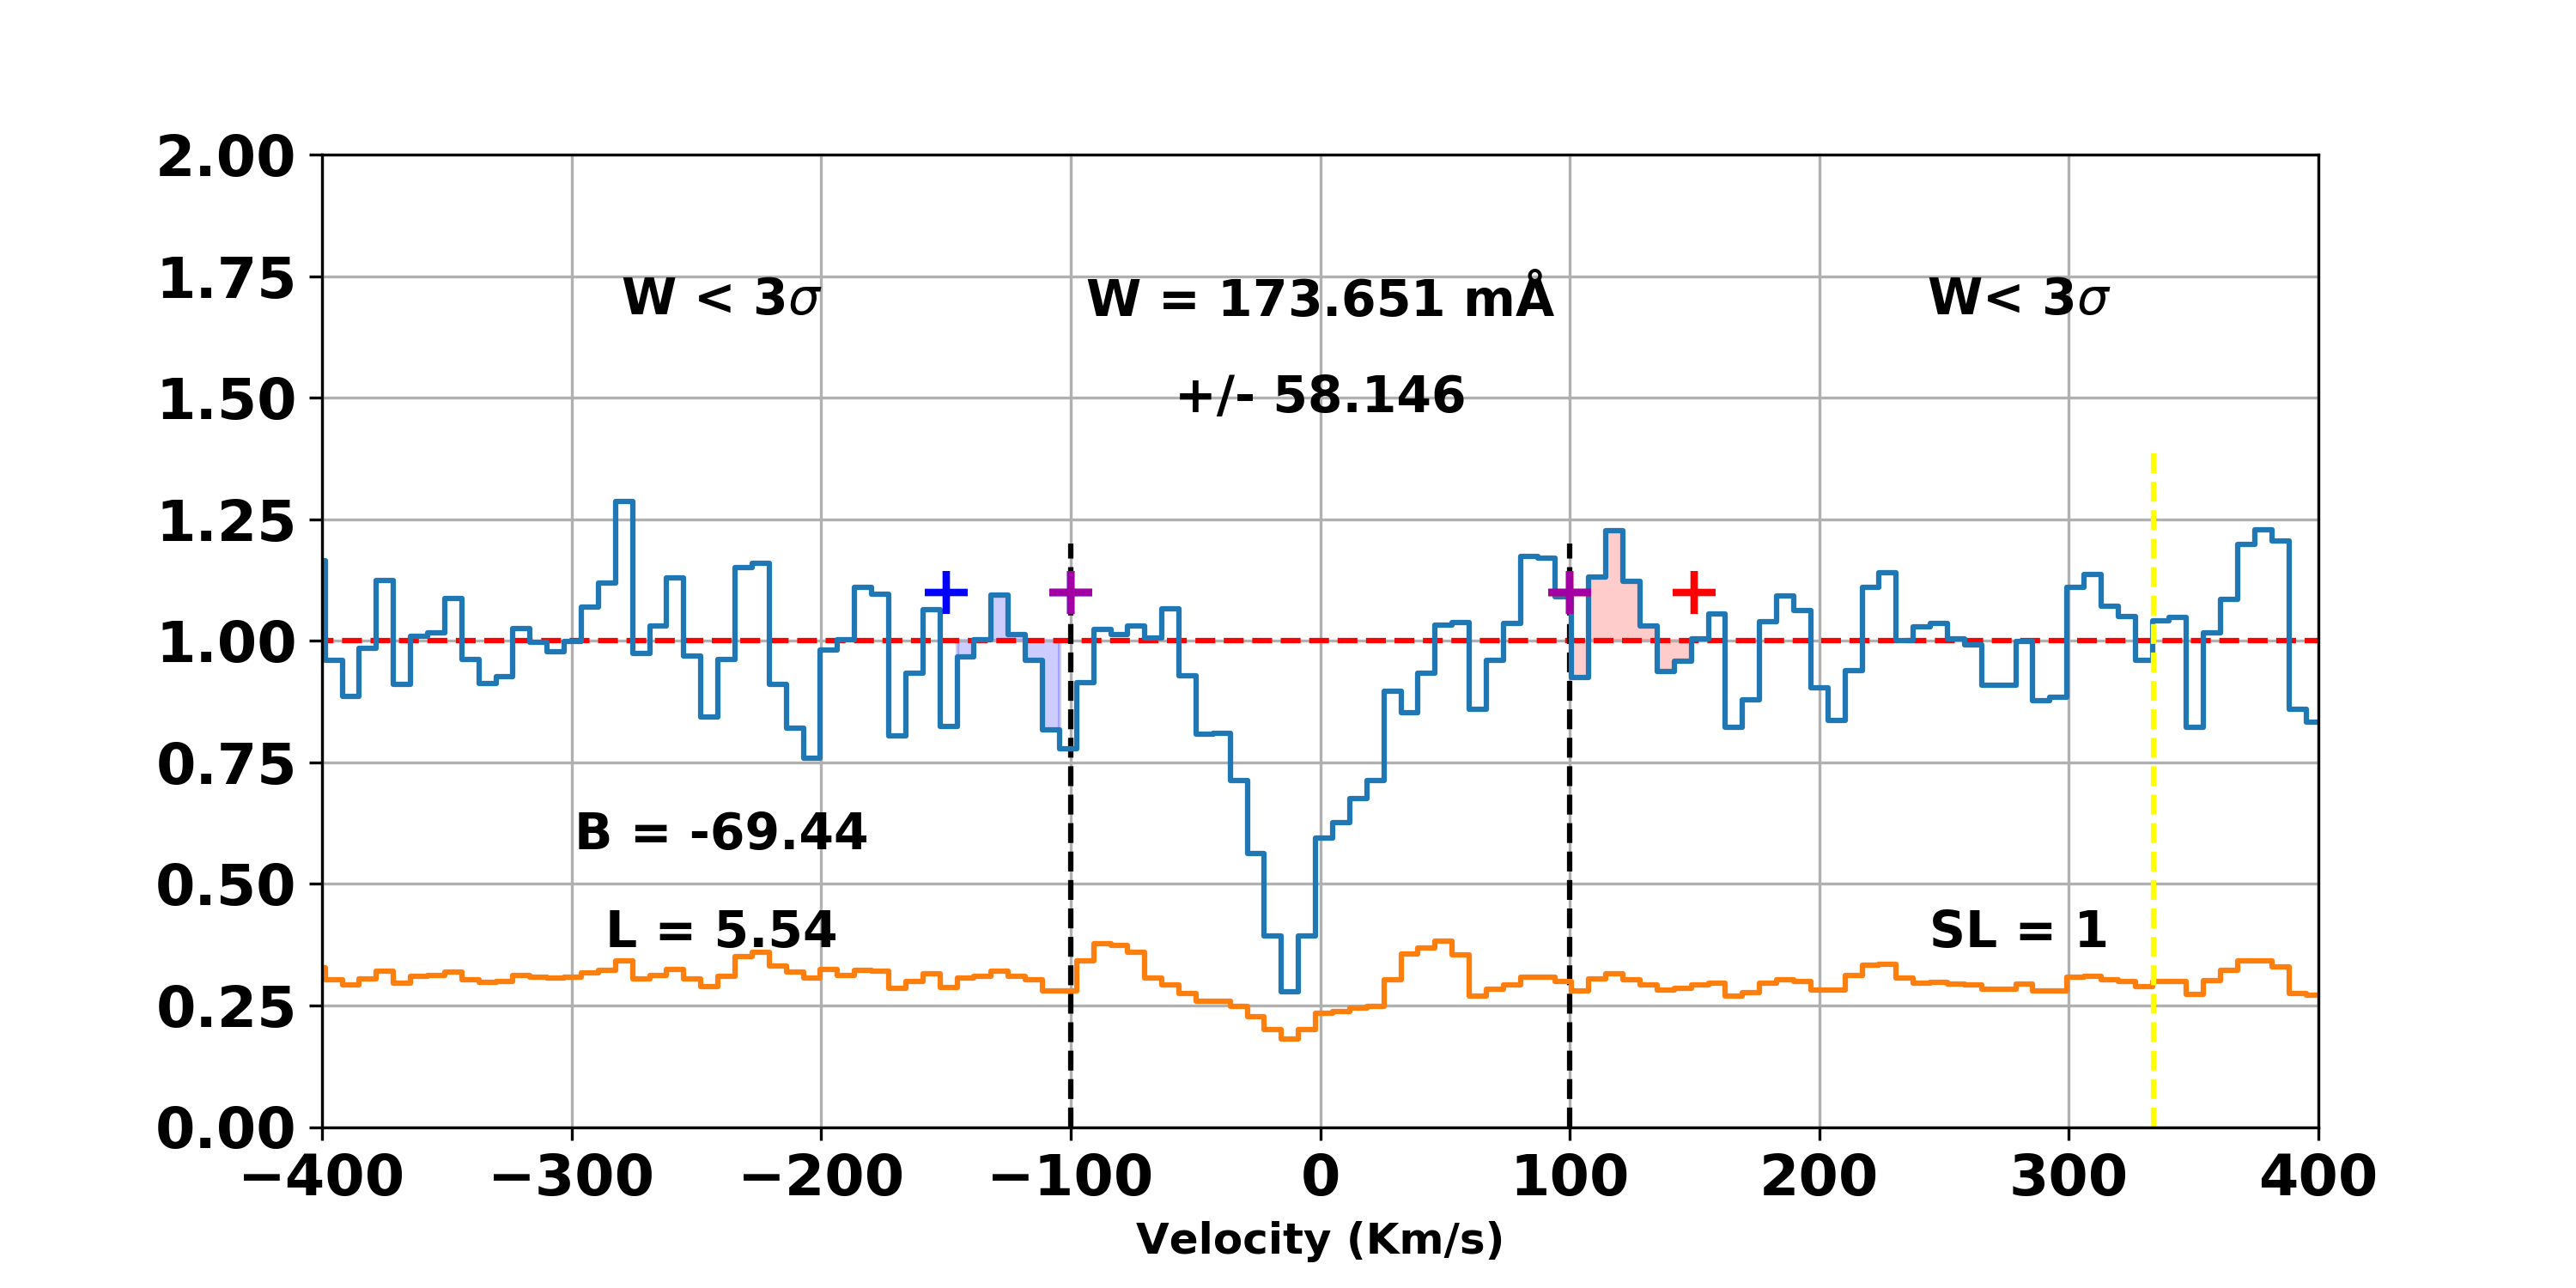 2.00
1.75
W < 3σ W = 173.651 mÅ W< 3σ
1.50
+/- 58.146
1.25
1.00
0.75
B = -69.44
0.50
L = 5.54 SL = 1
0.25
0.00
−400 −300 −200 −100 0 100 200 300 400
Velocity (Km/s)